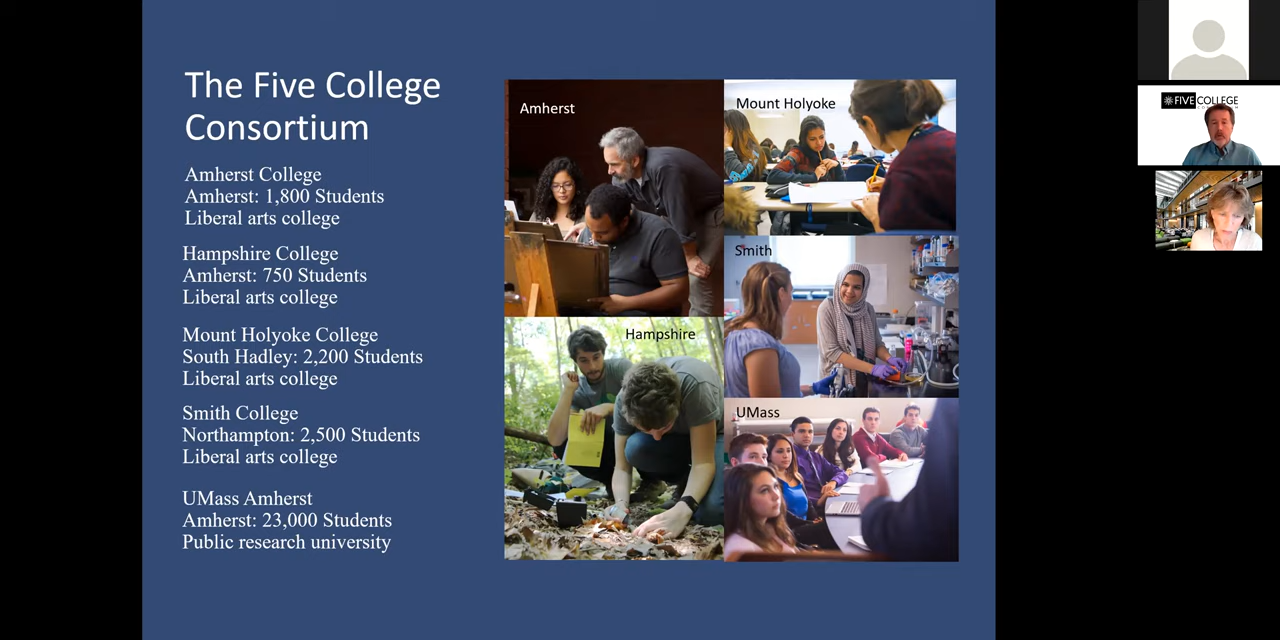 The Five College
Consortium
Amherst College
Amherst: 1,800 Students
Liberal arts college
Hampshire College
Amherst: 750 Students
Liberal arts college
Mount Holyoke College
South Hadley: 2,200 Students
Liberal arts college
Smith College
Northampton: 2,500 Students
Liberal arts college
UMass Amherst
Amherst: 23,000 Students
Public research university
Amherst
Mount Holyoke
Smith
Hampshire
UMass
FIVE COLLEGE